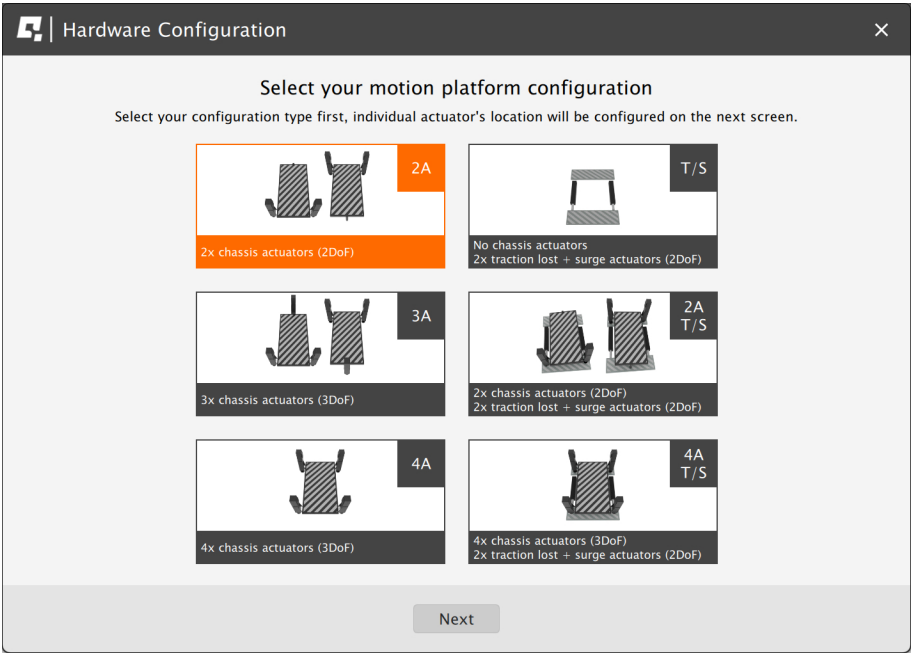 Hardware Configuration
Select your motion platform configuration
Select your configuration type first, individual actuator's location will be configured on the next screen.
2A
2x chassis actuators (2DoF)
T/S
No chassis actuators
2x traction lost + surge actuators (2DoF)
3A
3x chassis actuators (3DoF)
2A
T/S
2x chassis actuators (2DoF)
2x traction lost + surge actuators (2DoF)
4A
4x chassis actuators (3DoF)
4A
T/S
4x chassis actuators (3DoF)
2x traction lost + surge actuators (2DoF)
Next